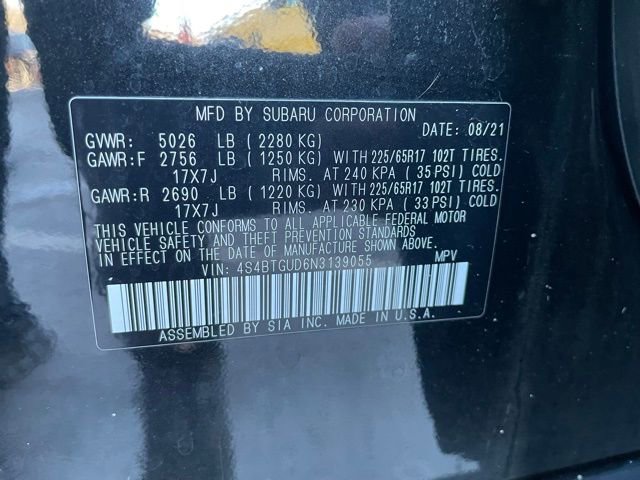 MFD BY SUBARU CORPORATION
DATE: 08/21
GVWR: 5026 LB (2280 KG)
GAWR:F 2756 LB (1250 KG) WITH 225/65R17 102T TIRES.
17X7J RIMS. AT 240 KPA (35 PSI) COLD
GAWR:R 2690 LB (1220 KG) WITH 225/65R17 102T TIRES.
17X7J RIMS. AT 230 KPA (33 PSI) COLD
THIS VEHICLE CONFORMS TO ALL APPLICABLE FEDERAL MOTOR
VEHICLE SAFETY AND THEFT PREVENTION STANDARDS
IN EFFECT ON THE DATE OF MANUFACTURE SHOWN ABOVE.
VIN: 4S4BTGUD6N3139055 MPV
ASSEMBLED BY SIA INC. MADE IN U.S.A.